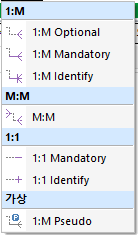 1:M
1:M Optional
1:M Mandatory
1:M Identify
M:M
M:M
1:1
1:1 Mandatory
1:1 Identify
가상
P
1:M Pseudo